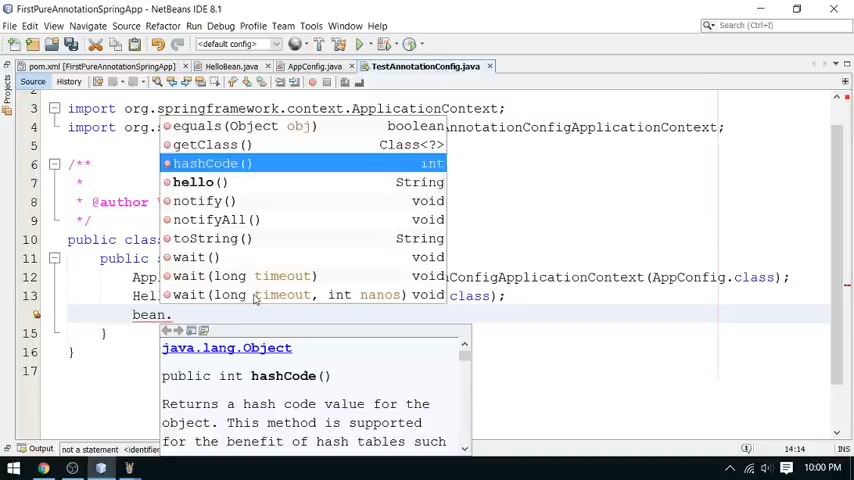 FirstPureAnnotationSpringApp - NetBeans IDE 8.1
File Edit View Navigate Source Refactor Run Debug Profile Team Tools Window Help
Search (Ctrl+I)
<default config>
Projects
pom.xml [FirstPureAnnotationSpringApp] HelloBean.java AppConfig.java TestAnnotationConfig.java
Source History
3 import org.springframework.context.ApplicationContext;
4 import org.s nnotationConfigApplicationContext;
equals(Object obj) boolean
getClass() Class<?>
hashCode() int
hello() String
notify() void
notifyAll() void
toString() String
wait() void
wait(long timeout) void
wait(long timeout, int nanos) void
6 /**
7 *
8 * @author
9 */
10 public class
11 public s
12 App nConfigApplicationContext(AppConfig.class);
13 Hel class);
bean.
15 }
16 }
17
java.lang.Object
public int hashCode()
Returns a hash code value for the
object. This method is supported
for the benefit of hash tables such
Output not a statement <identifier
14:14 INS
10:00 PM